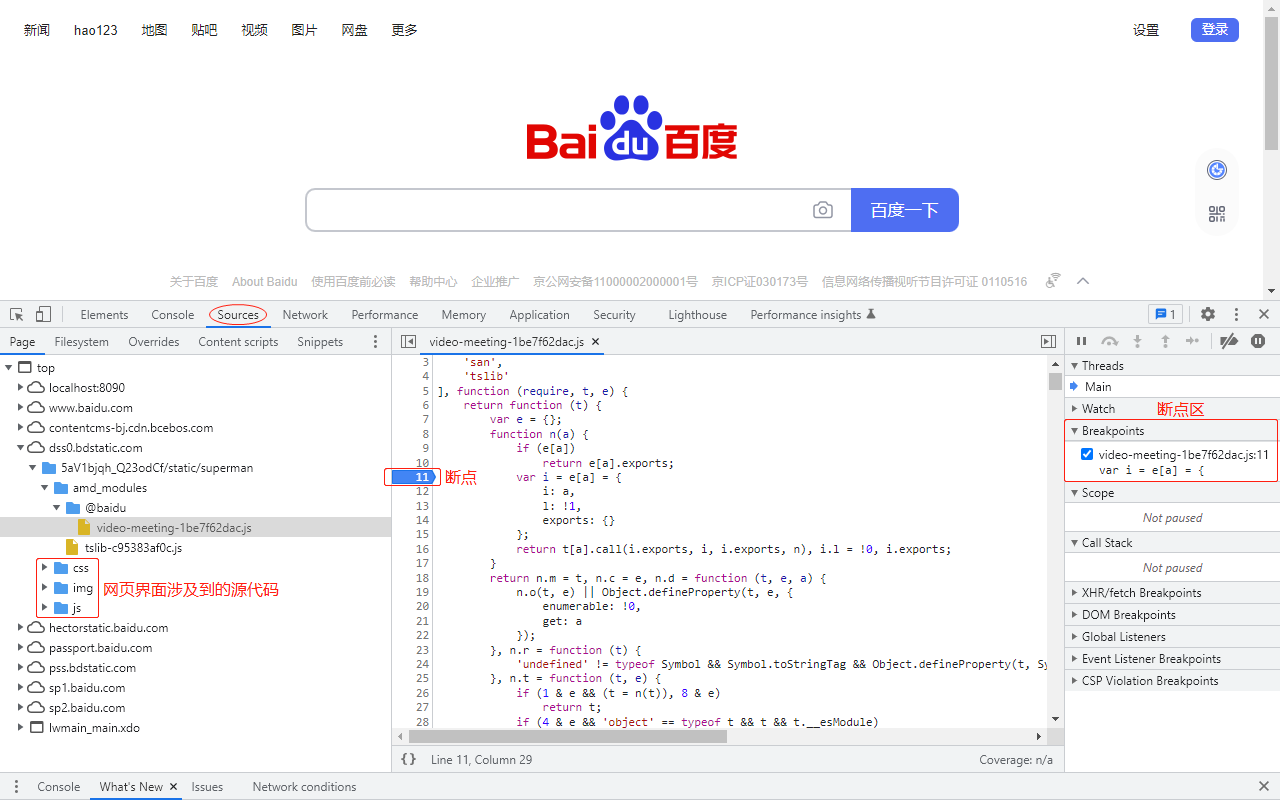 新闻 hao123 地图 贴吧 视频 图片 网盘 更多 设置 登录
Bai du 百度
百度一下
关于百度 About Baidu 使用百度前必读 帮助中心 企业推广 京公网安备11000002000001号 京ICP证030173号 信息网络传播视听节目许可证 0110516
Elements Console Sources Network Performance Memory Application Security Lighthouse Performance insights 1
Page Filesystem Overrides Content scripts Snippets
top
localhost:8090
www.baidu.com
contentcms-bj.cdn.bcebos.com
dss0.bdstatic.com
5aV1bjqh_Q23odCf/static/superman
amd_modules
@baidu
video-meeting-1be7f62dac.js
tslib-c95383af0c.js
css
img
js
网页界面涉及到的源代码
hectorstatic.baidu.com
passport.baidu.com
pss.bdstatic.com
sp1.baidu.com
sp2.baidu.com
lwmain_main.xdo
video-meeting-1be7f62dac.js
3 'san',
4 'tslib'
5 ], function (require, t, e) {
6 return function (t) {
7 var e = {};
8 function n(a) {
9 if (e[a])
10 return e[a].exports;
11 var i = e[a] = {
断点
12 i: a,
13 l: !1,
14 exports: {}
15 };
16 return t[a].call(i.exports, i, i.exports, n), i.l = !0, i.exports;
17 }
18 return n.m = t, n.c = e, n.d = function (t, e, a) {
19 n.o(t, e) || Object.defineProperty(t, e, {
20 enumerable: !0,
21 get: a
22 });
23 }, n.r = function (t) {
24 'undefined' != typeof Symbol && Symbol.toStringTag && Object.defineProperty(t, Sy
25 }, n.t = function (t, e) {
26 if (1 & e && (t = n(t)), 8 & e)
27 return t;
28 if (4 & e && 'object' == typeof t && t && t.__esModule)
{} Line 11, Column 29 Coverage: n/a
Threads
Main
Watch
断点区
Breakpoints
video-meeting-1be7f62dac.js:11
var i = e[a] = {
Scope
Not paused
Call Stack
Not paused
XHR/fetch Breakpoints
DOM Breakpoints
Global Listeners
Event Listener Breakpoints
CSP Violation Breakpoints
Console What's New Issues Network conditions